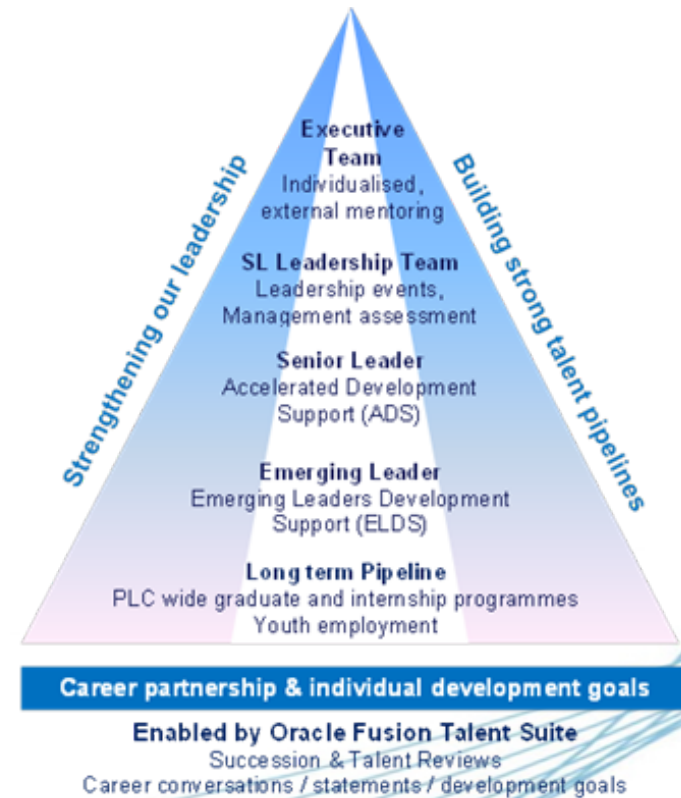 Executive
Team
Individualised,
external mentoring
SL Leadership Team
Leadership events,
Management assessment
Senior Leader
Accelerated Development
Support (ADS)
Emerging Leader
Emerging Leaders Development
Support (ELDS)
Long term Pipeline
PLC wide graduate and internship programmes
Youth employment
Strengthening our leadership
Building strong talent pipelines
Career partnership & individual development goals
Enabled by Oracle Fusion Talent Suite
Succession & Talent Reviews
Career conversations / statements / development goals